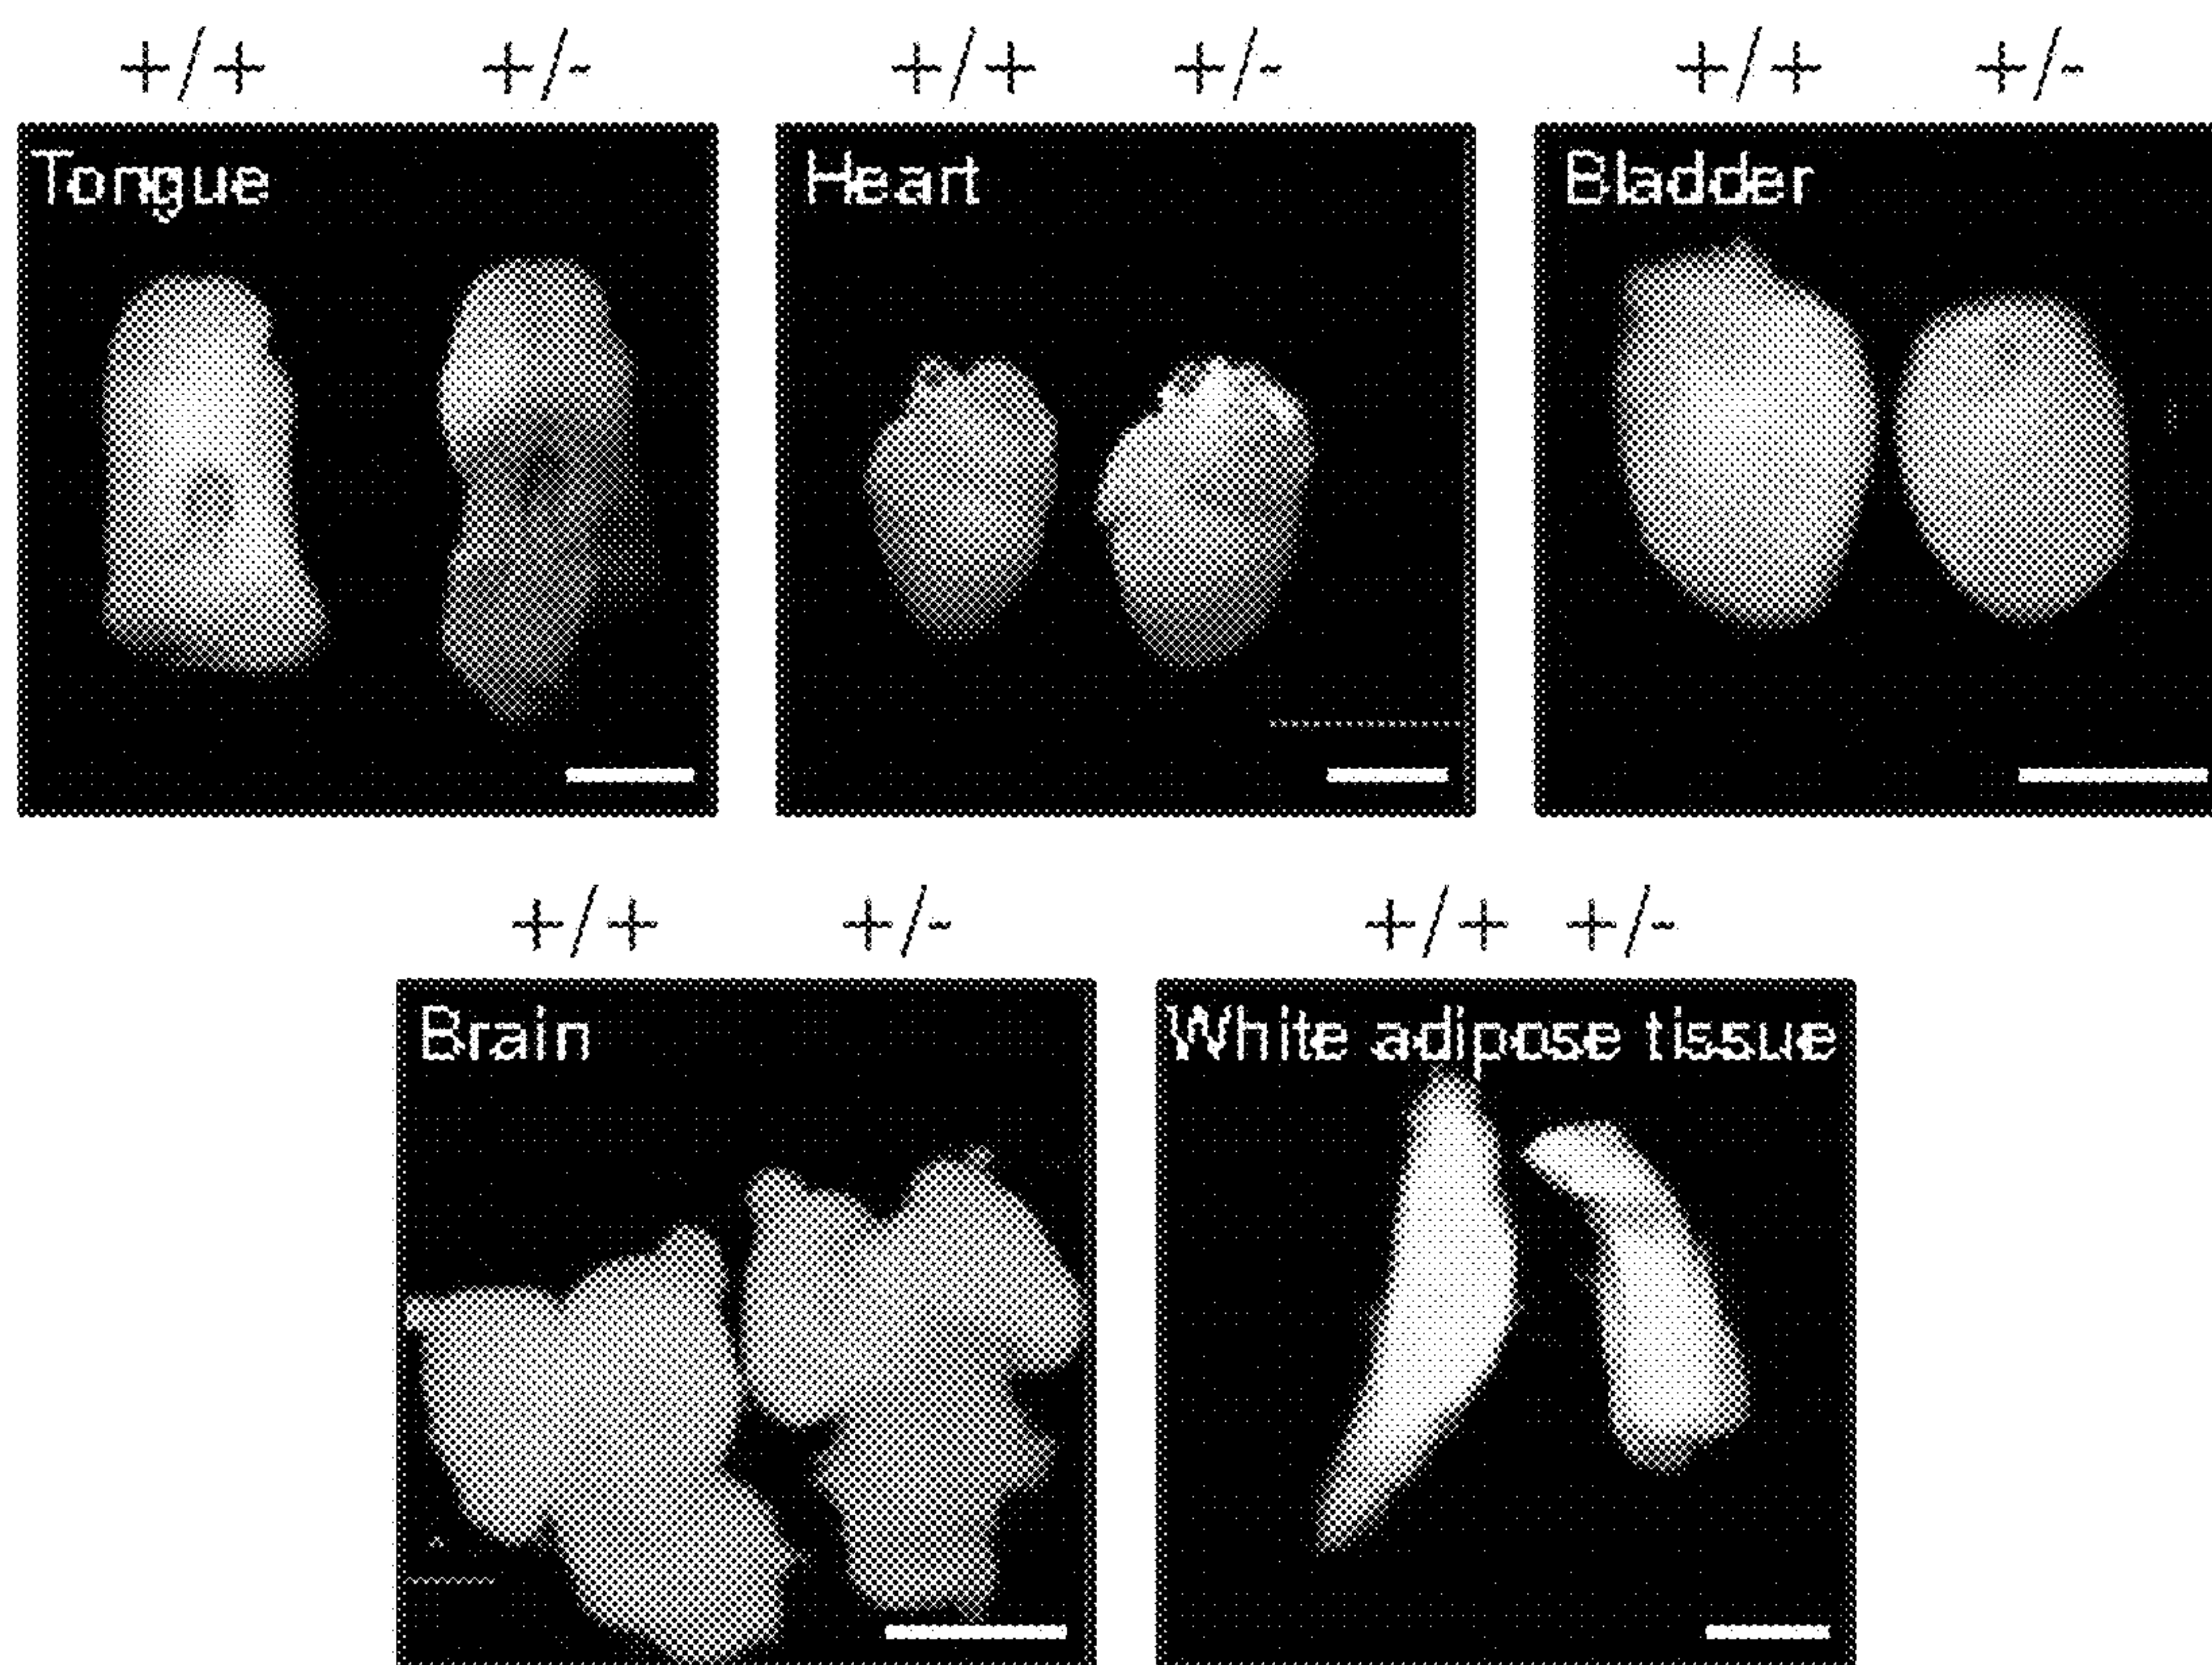 +/+ +/- +/+ +/- +/+ +/-
Tongue Heart Bladder
+/+ +/- +/+ +/-
Brain White adipose tissue